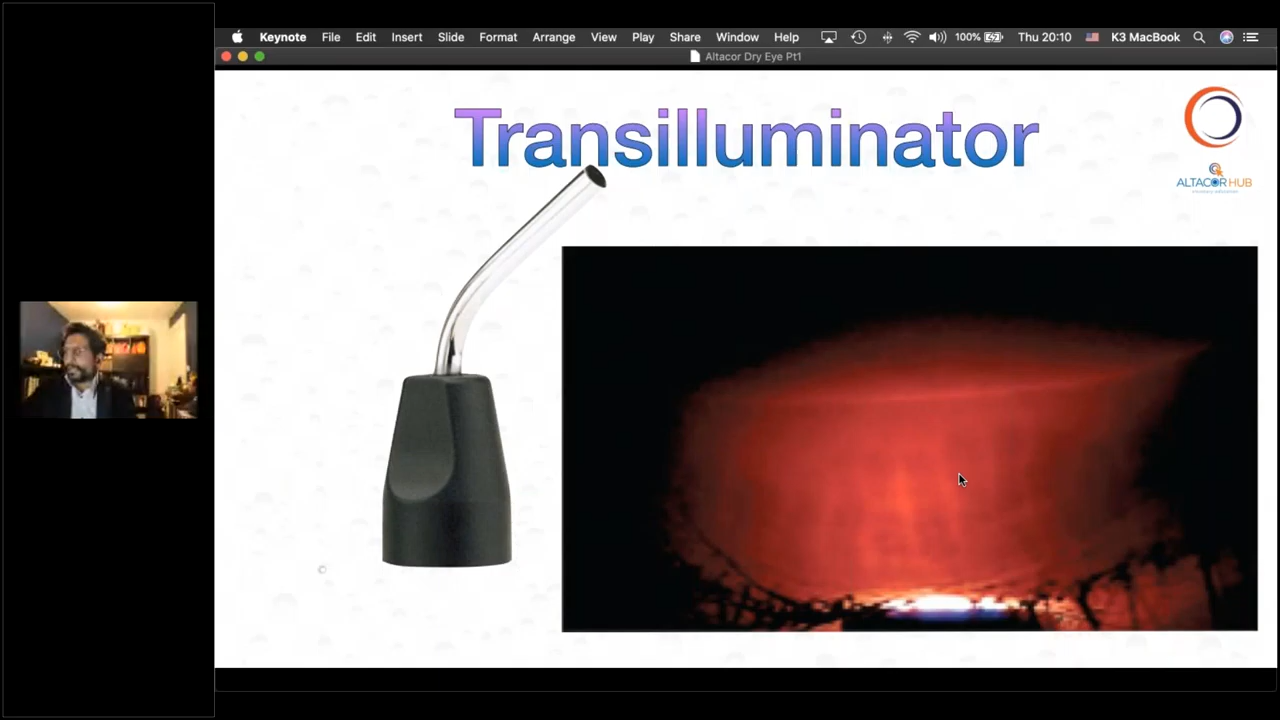 Keynote File Edit Insert Slide Format Arrange View Play Share Window Help 100% Thu 20:10 K3 MacBook
Altacor Dry Eye Pt1
Transilluminator
ALTACOR HUB
©